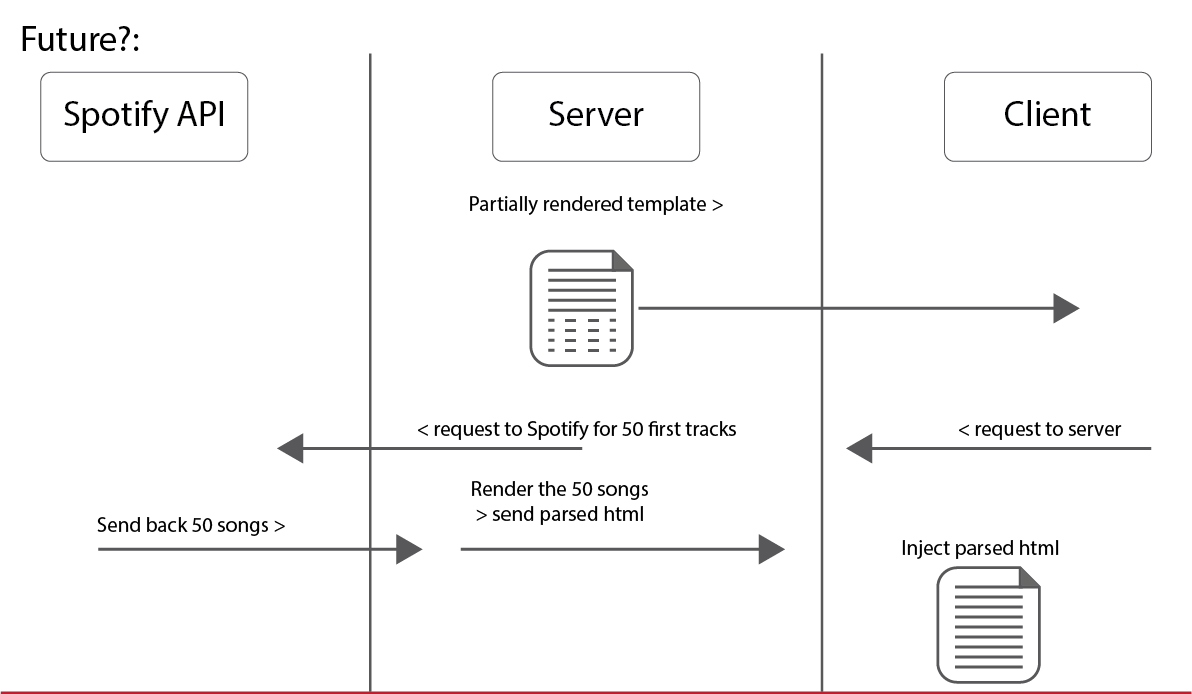 Future?:
Spotify API
Server
Client
Partially rendered template >
< request to Spotify for 50 first tracks
< request to server
Render the 50 songs
> send parsed html
Send back 50 songs >
Inject parsed html